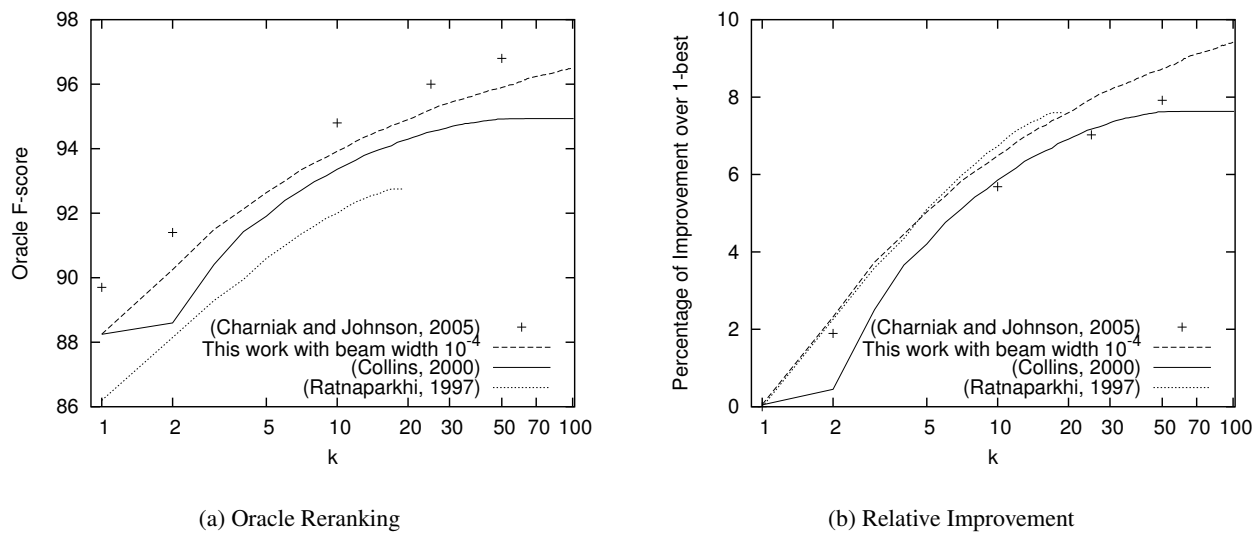 98
96
94
92
90
88
86
Oracle F-score
(Charniak and Johnson, 2005)
This work with beam width 10-4
(Collins, 2000)
(Ratnaparkhi, 1997)
1 2 5 10 20 30 50 70 100
k
(a) Oracle Reranking
10
8
6
4
2
0
Percentage of Improvement over 1-best
(Charniak and Johnson, 2005)
This work with beam width 10-4
(Collins, 2000)
(Ratnaparkhi, 1997)
1 2 5 10 20 30 50 70 100
k
(b) Relative Improvement